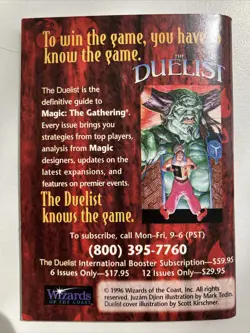 To win the game, you have to
know the game.
THE
DUELIST
The Duelist is the
definitive guide to
Magic: The Gathering®.
Every issue brings you
strategies from top players,
analysis from Magic
designers, updates on the
latest expansions, and
features on premier events.
The Duelist
knows the game.
To subscribe, call Mon-Fri, 9-6 (PST)
(800) 395-7760
The Duelist International Booster Subscription—$59.95
6 Issues Only—$17.95 12 Issues Only—$29.95
Wizards
OF THE COAST
© 1996 Wizards of the Coast, Inc. All rights
reserved. Juzám Djinn illustration by Mark Tedin.
Duelist cover illustration by Scott Kirschner.